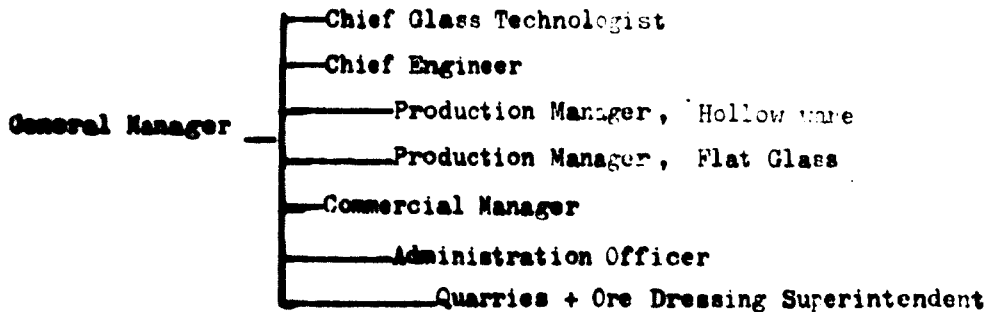 Chief Glass Technologist
Chief Engineer
Production Manager, Hollow ware
General Manager
Production Manager, Flat Glass
Commercial Manager
Administration Officer
Quarries + Ore Dressing Superintendent